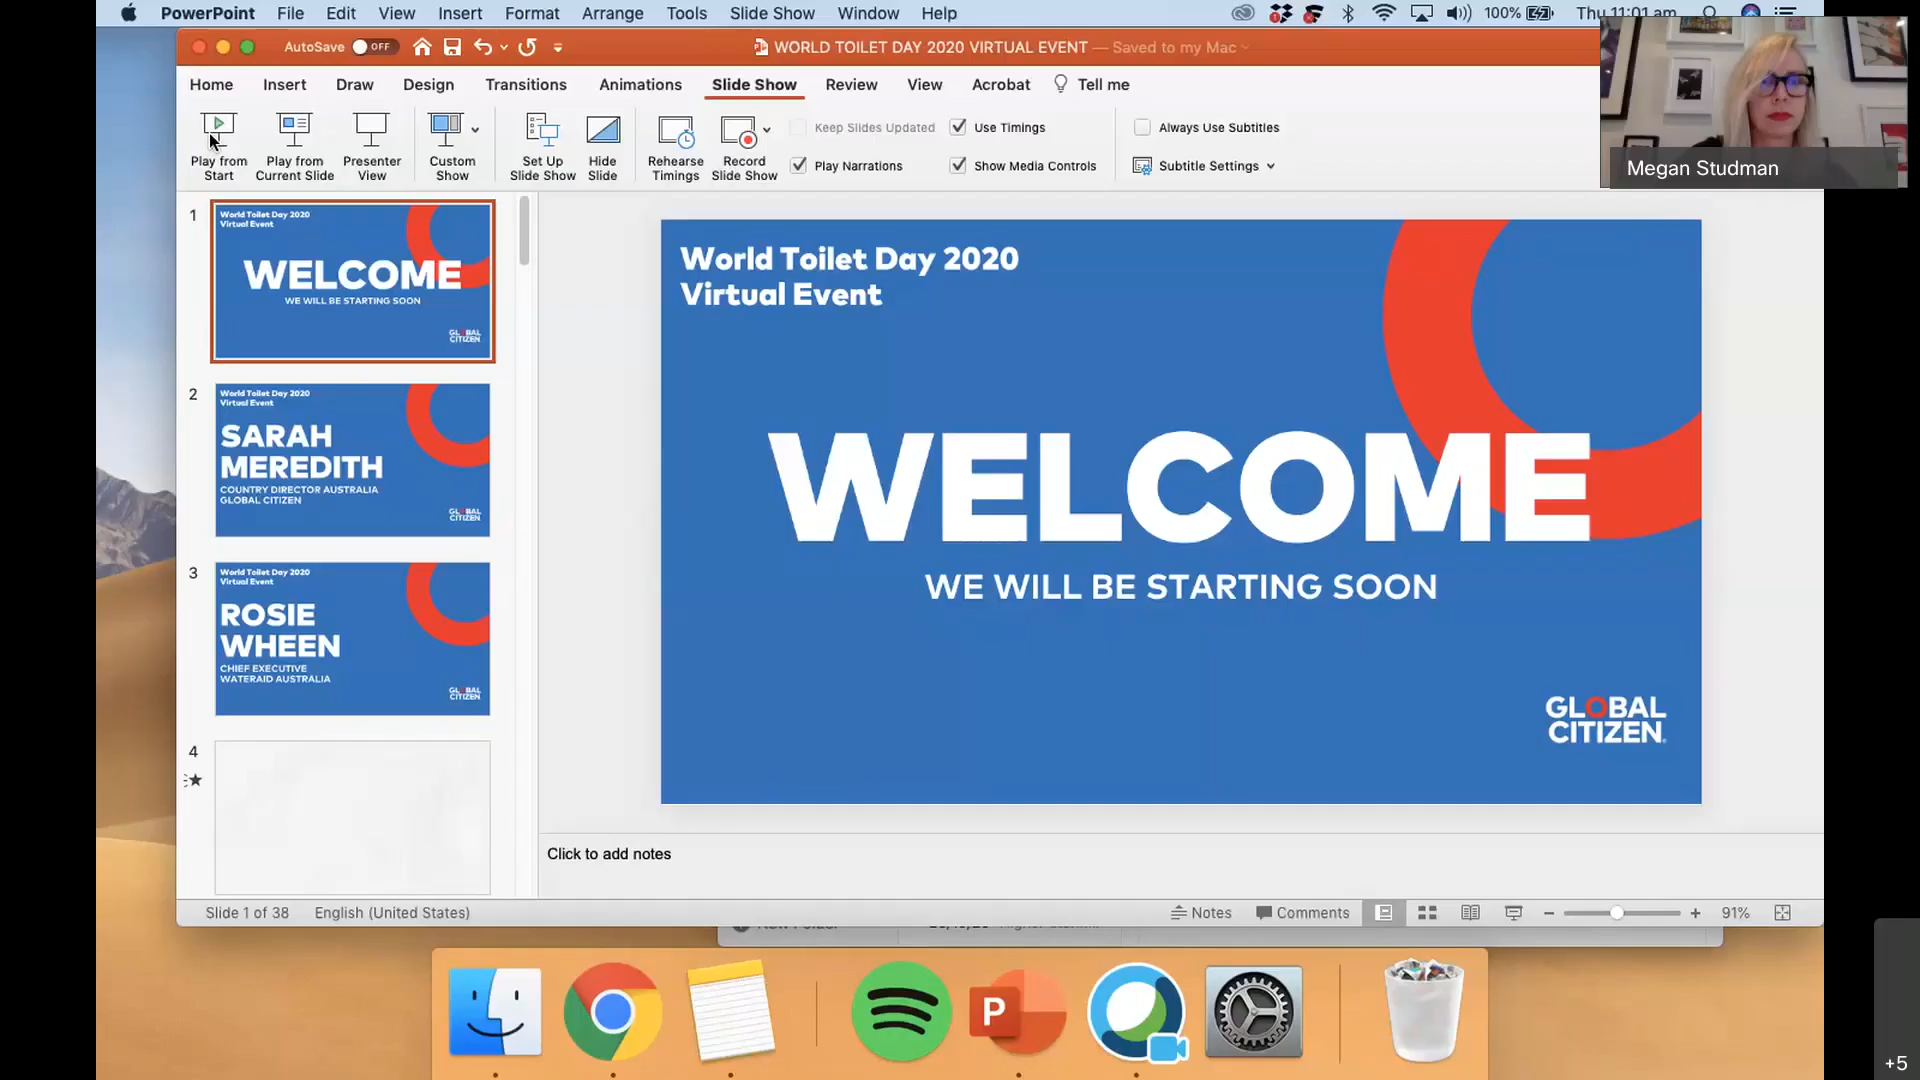 PowerPoint File Edit View Insert Format Arrange Tools Slide Show Window Help
100% Thu 11:01 am
AutoSave OFF
WORLD TOILET DAY 2020 VIRTUAL EVENT — Saved to my Mac
Home Insert Draw Design Transitions Animations Slide Show Review View Acrobat Tell me
Play from Start
Play from Current Slide
Presenter View
Custom Show
Set Up Slide Show
Hide Slide
Rehearse Timings
Record Slide Show
Keep Slides Updated
Use Timings
Play Narrations
Show Media Controls
Always Use Subtitles
Subtitle Settings
Megan Studman
1
World Toilet Day 2020
Virtual Event
WELCOME
WE WILL BE STARTING SOON
GLOBAL
CITIZEN
2
World Toilet Day 2020
Virtual Event
SARAH
MEREDITH
COUNTRY DIRECTOR AUSTRALIA
GLOBAL CITIZEN
GLOBAL
CITIZEN
3
World Toilet Day 2020
Virtual Event
ROSIE
WHEEN
CHIEF EXECUTIVE
WATERAID AUSTRALIA
GLOBAL
CITIZEN
4
World Toilet Day 2020
Virtual Event
WELCOME
WE WILL BE STARTING SOON
GLOBAL
CITIZEN
Click to add notes
Slide 1 of 38 English (United States)
Notes Comments 91%
P
+5